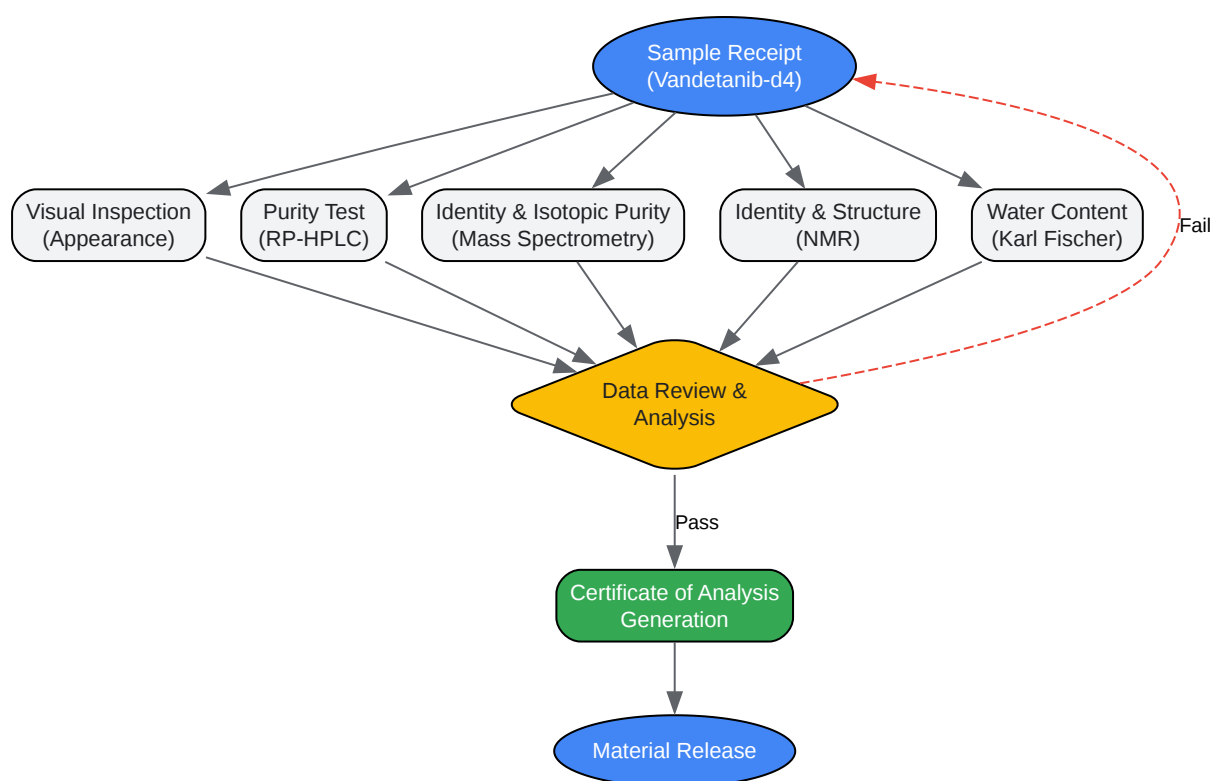 Sample Receipt
(Vandetanib-d4)
Visual Inspection
(Appearance)
Purity Test
(RP-HPLC)
Identity & Isotopic Purity
(Mass Spectrometry)
Identity & Structure
(NMR)
Water Content
(Karl Fischer)
Fail
Data Review &
Analysis
Pass
Certificate of Analysis
Generation
Material Release